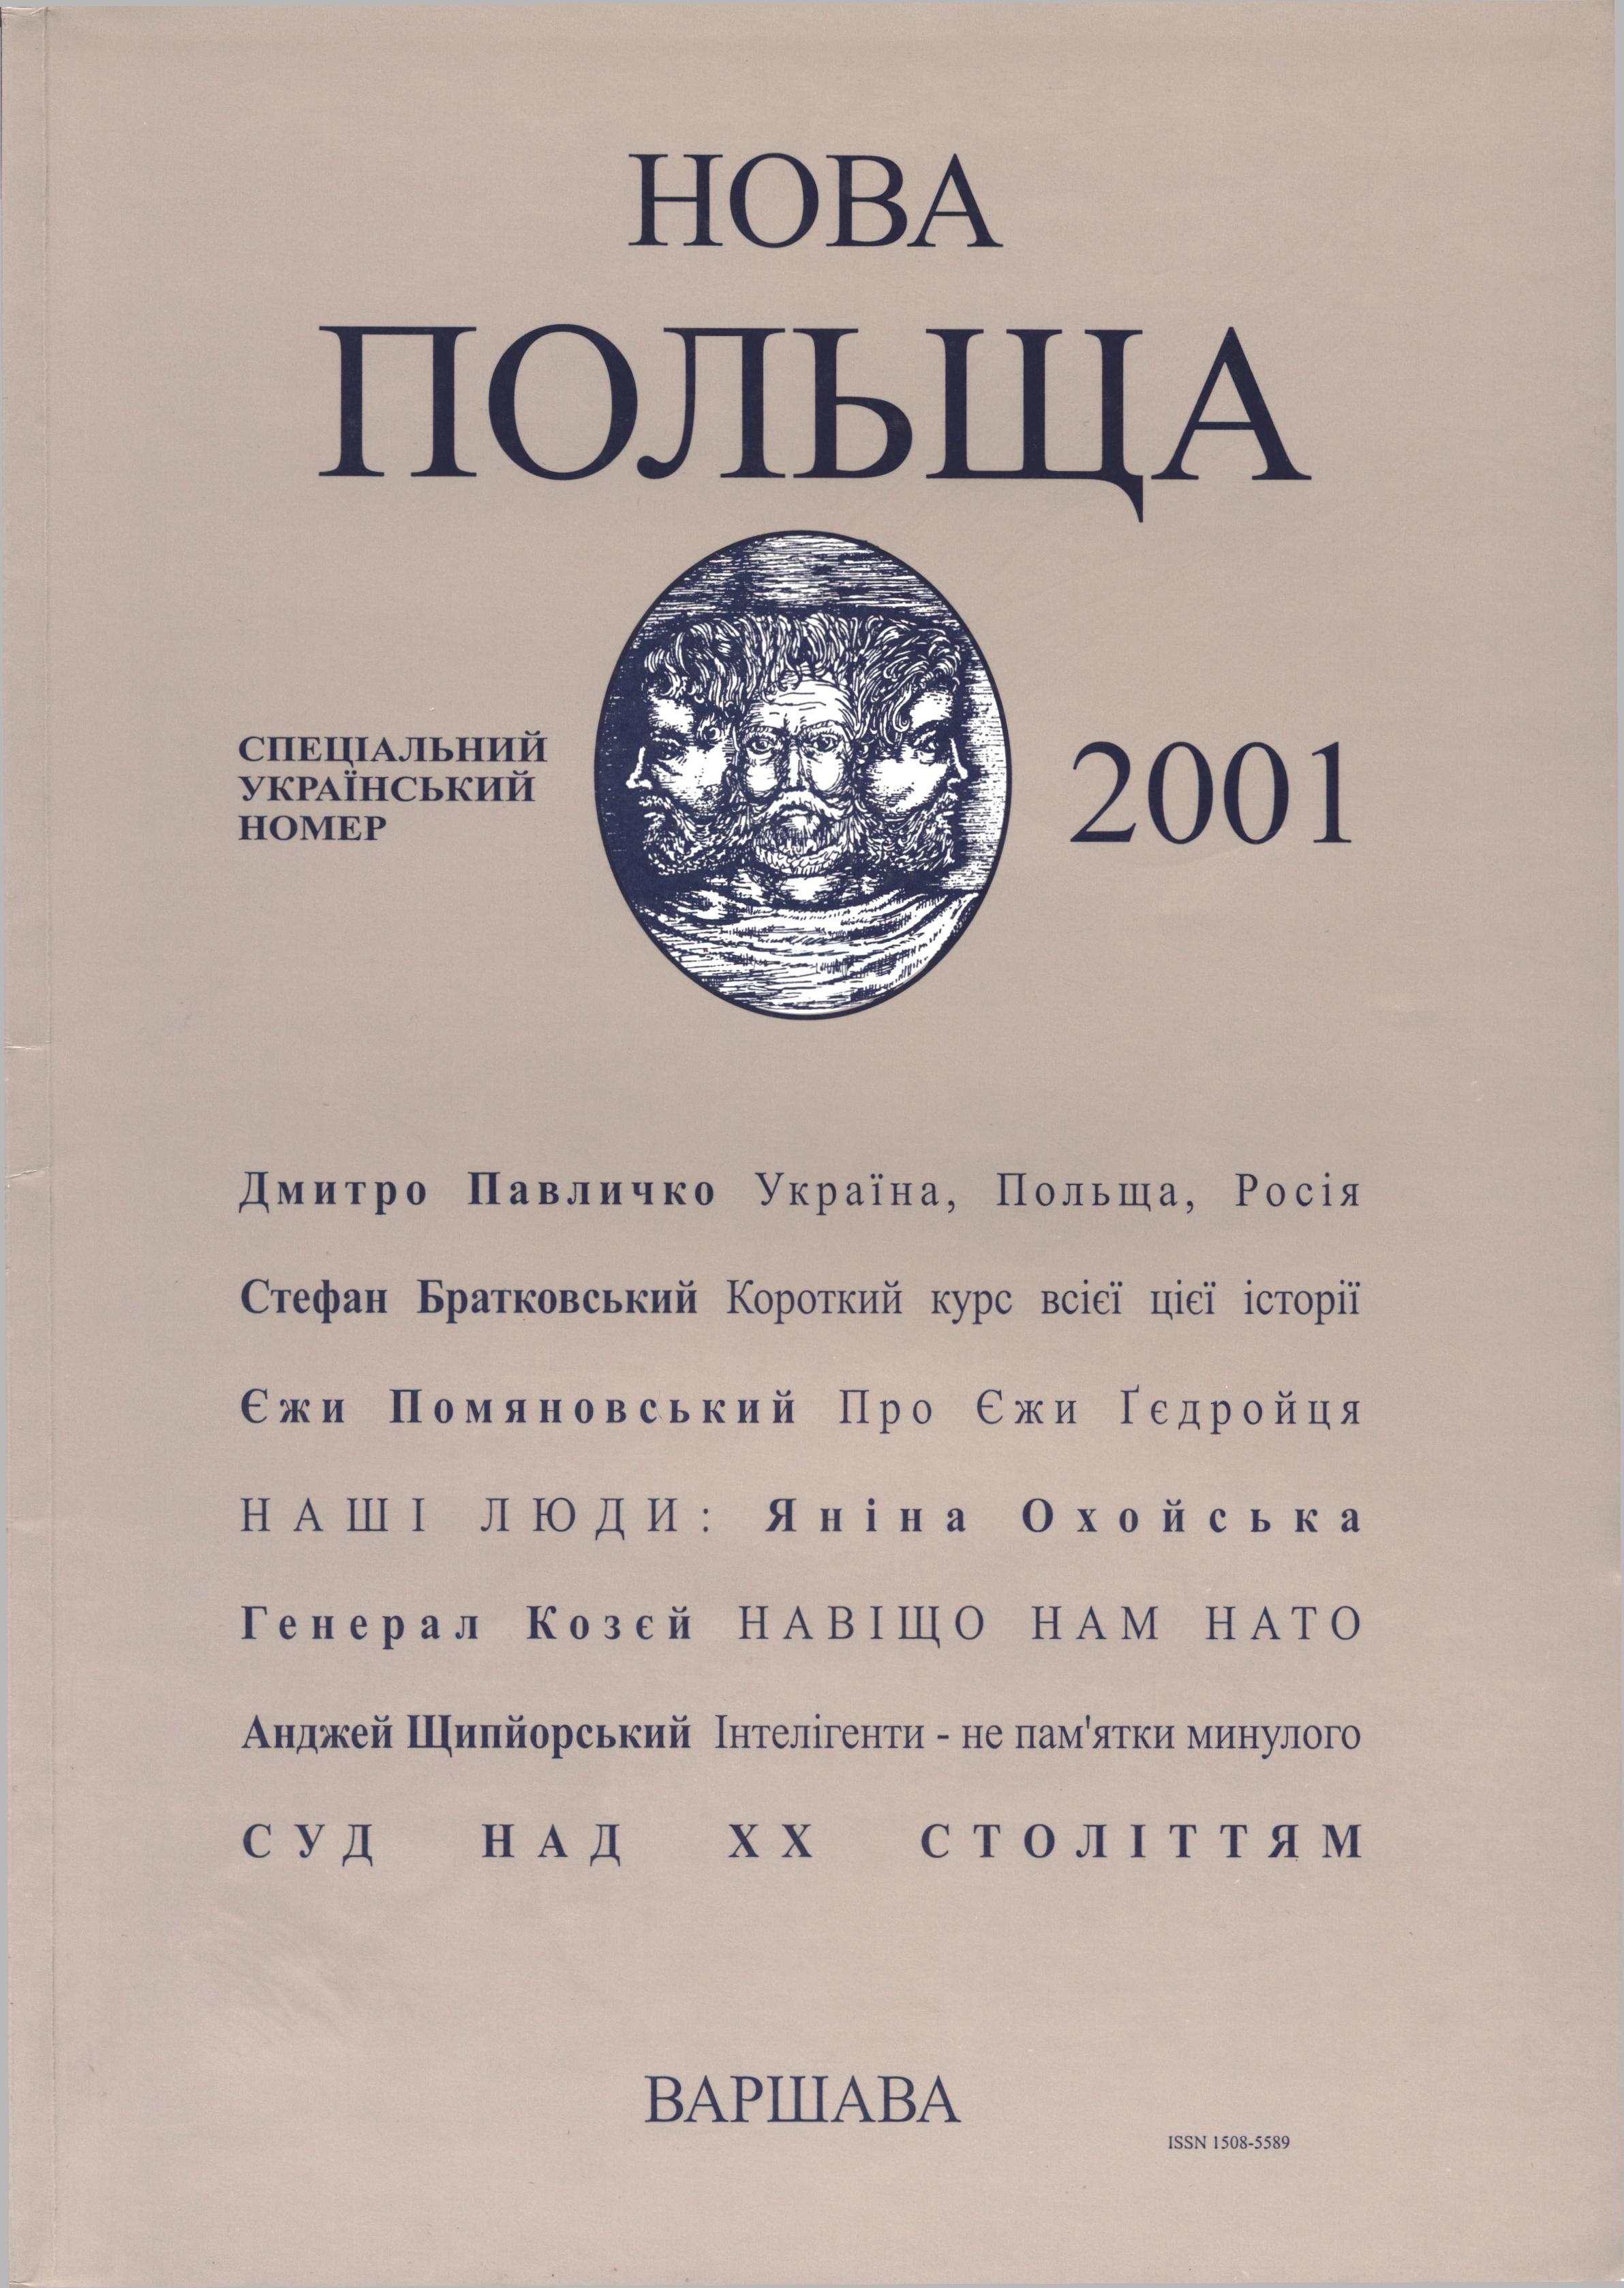 НОВА
ПОЛЬЩА
СПЕЦІАЛЬНИЙ
УКРАЇНСЬКИЙ
НОМЕР
2001
Дмитро Павличко Україна, Польща, Росія
Стефан Братковський Короткий курс всієї цієї історії
Єжи Помяновський Про Єжи Ґєдройця
НАШІ ЛЮДИ: Яніна Охойська
Генерал Козєй НАВІЩО НАМ НАТО
Анджей Щипйорський Інтелігенти - не пам'ятки минулого
СУД НАД XX СТОЛІТТЯМ
ВАРШАВА
ISSN 1508-5589